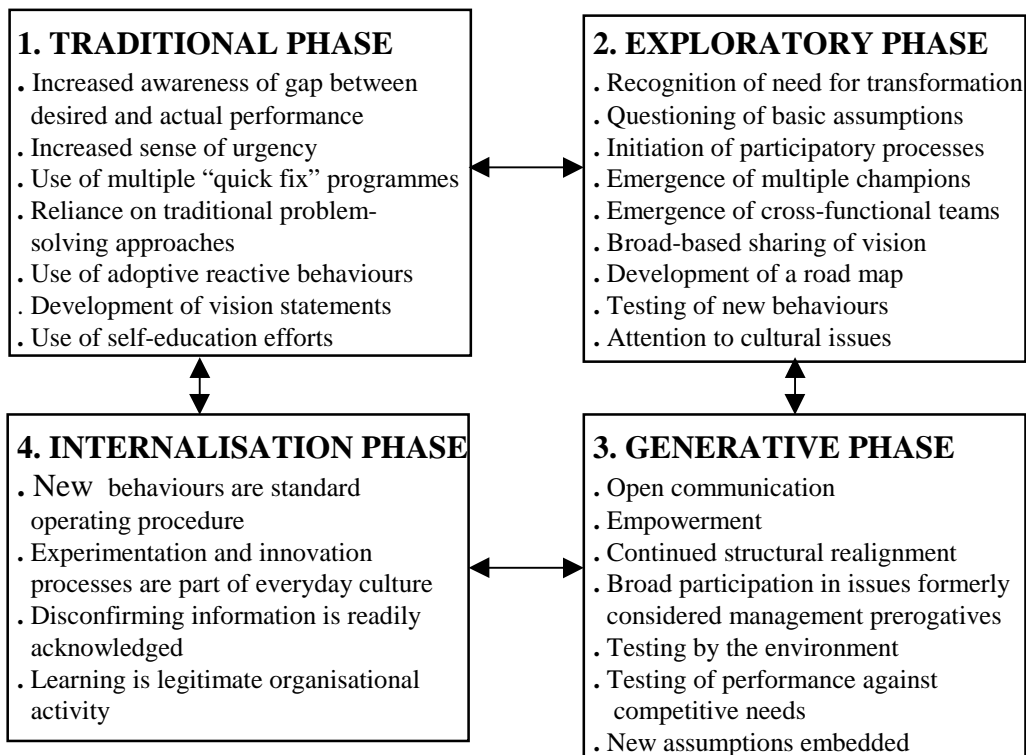 1. TRADITIONAL PHASE
. Increased awareness of gap between
desired and actual performance
. Increased sense of urgency
. Use of multiple “quick fix” programmes
. Reliance on traditional problem-
solving approaches
. Use of adoptive reactive behaviours
. Development of vision statements
. Use of self-education efforts
2. EXPLORATORY PHASE
. Recognition of need for transformation
. Questioning of basic assumptions
. Initiation of participatory processes
. Emergence of multiple champions
. Emergence of cross-functional teams
. Broad-based sharing of vision
. Development of a road map
. Testing of new behaviours
. Attention to cultural issues
4. INTERNALISATION PHASE
. New behaviours are standard
operating procedure
. Experimentation and innovation
processes are part of everyday culture
. Disconfirming information is readily
acknowledged
. Learning is legitimate organisational
activity
3. GENERATIVE PHASE
. Open communication
. Empowerment
. Continued structural realignment
. Broad participation in issues formerly
considered management prerogatives
. Testing by the environment
. Testing of performance against
competitive needs
. New assumptions embedded